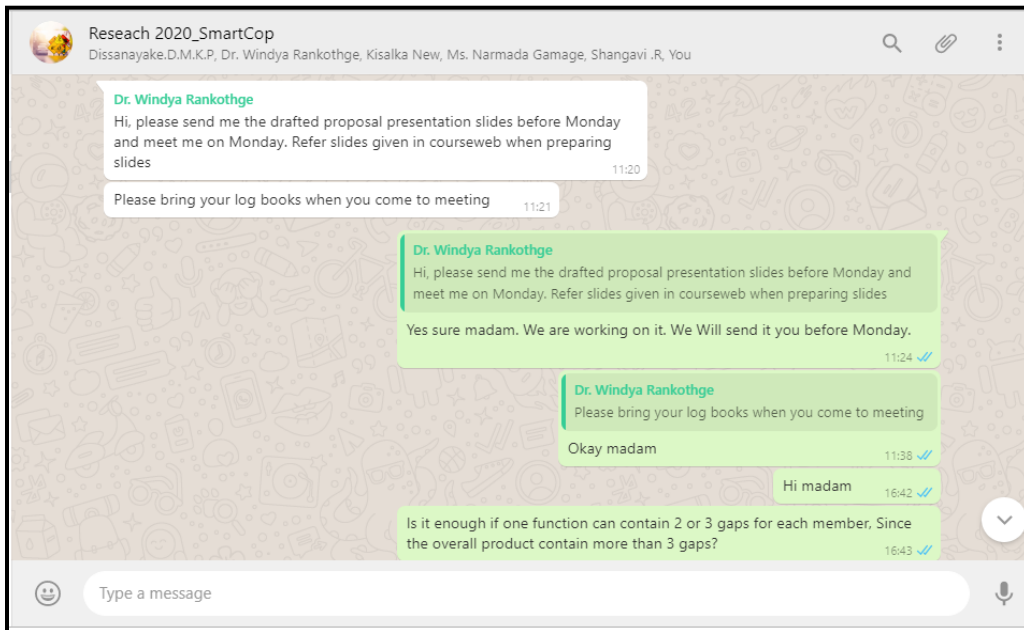 Reseach 2020_SmartCop
Dissanayake.D.M.K.P, Dr. Windya Rankothge, Kisalka New, Ms. Narmada Gamage, Shangavi .R, You
Dr. Windya Rankothge
Hi, please send me the drafted proposal presentation slides before Monday
and meet me on Monday. Refer slides given in courseweb when preparing
slides
11:20
Please bring your log books when you come to meeting
11:21
Dr. Windya Rankothge
Hi, please send me the drafted proposal presentation slides before Monday and
meet me on Monday. Refer slides given in courseweb when preparing slides
Yes sure madam. We are working on it. We Will send it you before Monday.
11:24
Dr. Windya Rankothge
Please bring your log books when you come to meeting
Okay madam
11:38
Hi madam
16:42
Is it enough if one function can contain 2 or 3 gaps for each member, Since
the overall product contain more than 3 gaps?
16:43
Type a message